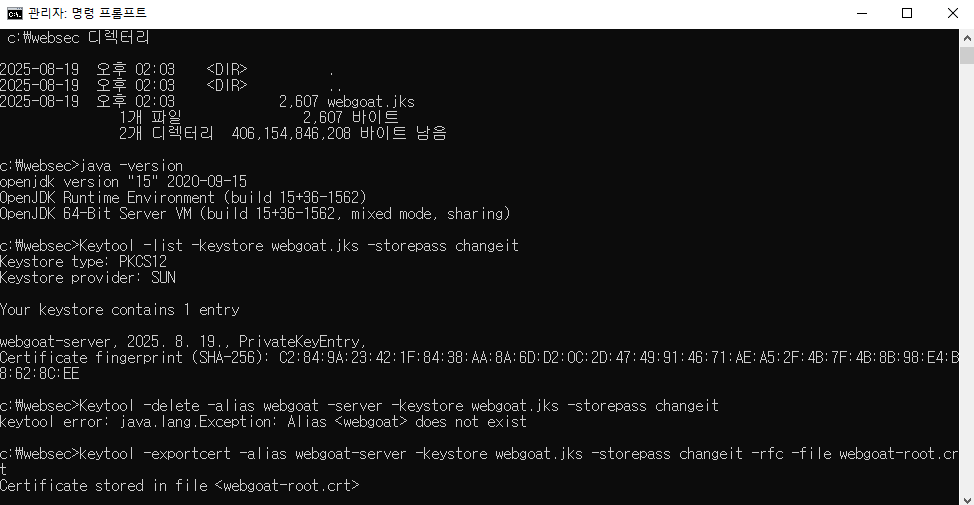 관리자: 명령 프롬프트
c:\websec 디렉터리
2025-08-19 오후 02:03 <DIR> .
2025-08-19 오후 02:03 <DIR> ..
2025-08-19 오후 02:03 2,607 webgoat.jks
1개 파일 2,607 바이트
2개 디렉터리 406,154,846,208 바이트 남음
c:\websec>java -version
openjdk version "15" 2020-09-15
OpenJDK Runtime Environment (build 15+36-1562)
OpenJDK 64-Bit Server VM (build 15+36-1562, mixed mode, sharing)
c:\websec>Keytool -list -keystore webgoat.jks -storepass changeit
Keystore type: PKCS12
Keystore provider: SUN
Your keystore contains 1 entry
webgoat-server, 2025. 8. 19., PrivateKeyEntry,
Certificate fingerprint (SHA-256): C2:84:9A:23:42:1F:84:38:AA:8A:6D:D2:0C:2D:47:49:91:46:71:AE:A5:2F:4B:7F:4B:8B:98:E4:B
8:62:8C:EE
c:\websec>Keytool -delete -alias webgoat -server -keystore webgoat.jks -storepass changeit
keytool error: java.lang.Exception: Alias <webgoat> does not exist
c:\websec>Keytool -exportcert -alias webgoat-server -keystore webgoat.jks -storepass changeit -rfc -file webgoat-root.cr
t
Certificate stored in file <webgoat-root.crt>